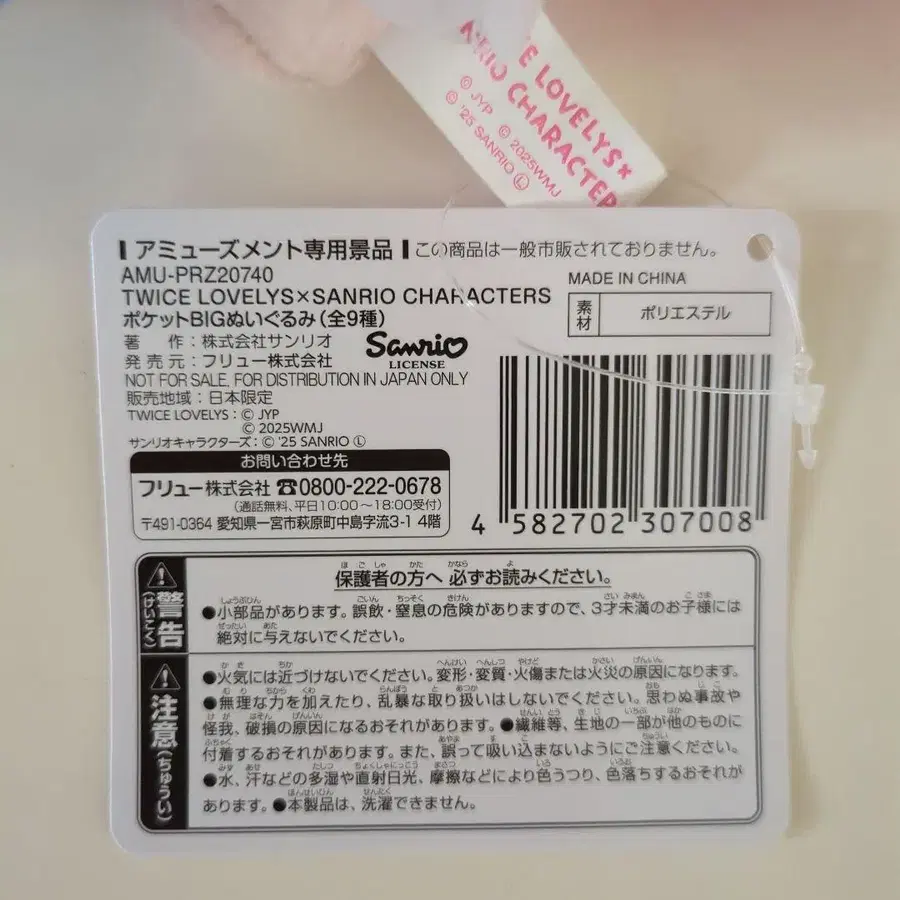 E LOVELYS×
RIO CHARACTER
© JYP © 2025WMJ
© '25 SANRIO Ⓛ
アミューズメント専用景品 この商品は一般市販されておりません。
AMU-PRZ20740
TWICE LOVELYS×SANRIO CHARACTERS
ポケットBIGぬいぐるみ(全9種)
MADE IN CHINA
素材 ポリエステル
著 作:株式会社サンリオ
発 売 元:フリュー株式会社
Sanrio
LICENSE
NOT FOR SALE, FOR DISTRIBUTION IN JAPAN ONLY
販売地域:日本限定
TWICE LOVELYS:© JYP
© 2025WMJ
サンリオキャラクターズ:© '25 SANRIO Ⓛ
お問い合わせ先
フリュー株式会社 ☎0800-222-0678
(通話無料、平日10:00~18:00受付)
〒491-0364 愛知県一宮市萩原町中島字流3-1 4階
4 582702 307008
保護者の方へ 必ずお読みください。
警告(けいこく)
●小部品があります。誤飲・窒息の危険がありますので、3才未満のお子様には
絶対に与えないでください。
注意(ちゅうい)
●火気には近づけないでください。変形・変質・火傷または火災の原因になります。
●無理な力を加えたり、乱暴な取り扱いはしないでください。思わぬ事故や
怪我、破損の原因になるおそれがあります。●繊維等、生地の一部が他のものに
付着するおそれがあります。また、誤って吸い込まないようにご注意ください。
●水、汗などの多湿や直射日光、摩擦などにより色うつり、色落ちするおそれが
あります。●本製品は、洗濯できません。